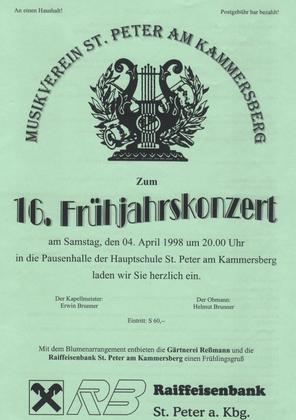 An einen Haushalt!
Postgebühr bar bezahlt!
MUSIKVEREIN ST. PETER AM KAMMERSBERG
Zum
16. Frühjahrskonzert
am Samstag, den 04. April 1998 um 20.00 Uhr
in die Pausenhalle der Hauptschule St. Peter am Kammersberg
laden wir Sie herzlich ein.
Der Kapellmeister:
Erwin Brunner
Der Obmann:
Helmut Brunner
Eintritt: S 60,–
Mit dem Blumenarrangement entbieten die Gärtnerei Reßmann und die
Raiffeisenbank St. Peter am Kammersberg einen Frühlingsgruß
RB Raiffeisenbank
St. Peter a. Kbg.